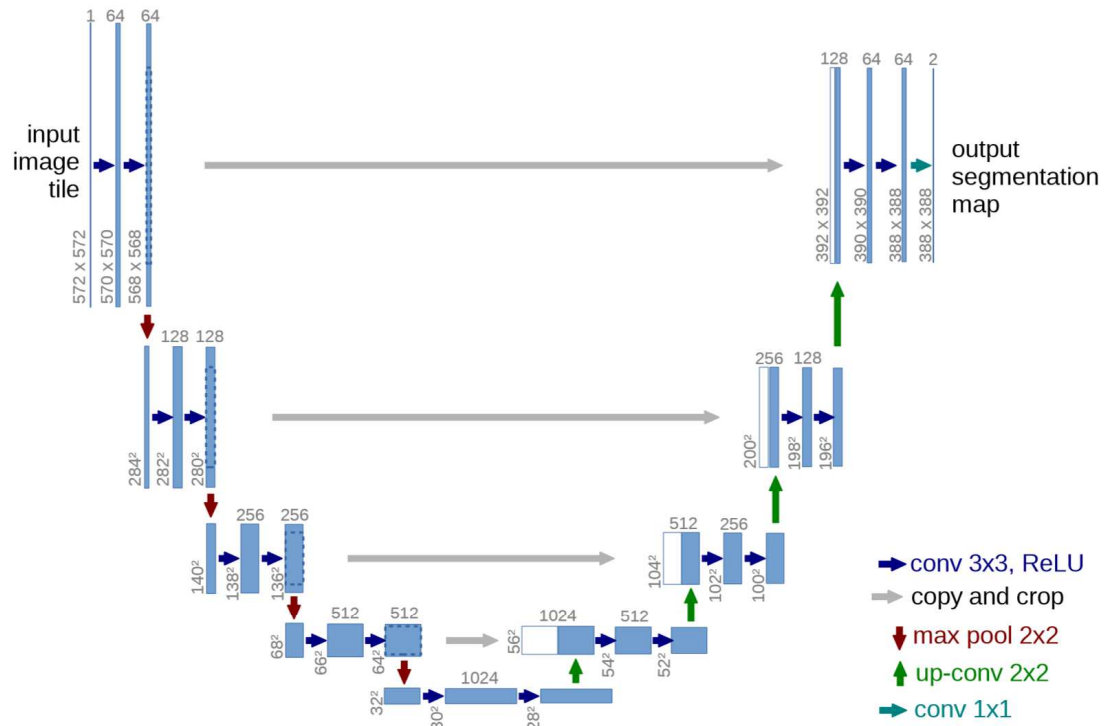 1 64 64
128 64 64 2
input
image
tile
output
segmentation
map
572 x 572
570 x 570
568 x 568
392 x 392
390 x 390
388 x 388
388 x 388
128 128
256 128
284²
282²
280²
200²
198²
196²
256 256
512 256
140²
138²
136²
104²
102²
100²
conv 3x3, ReLU
copy and crop
max pool 2x2
up-conv 2x2
conv 1x1
512 512
1024 512
68²
66²
64²
56²
54²
52²
1024
32²